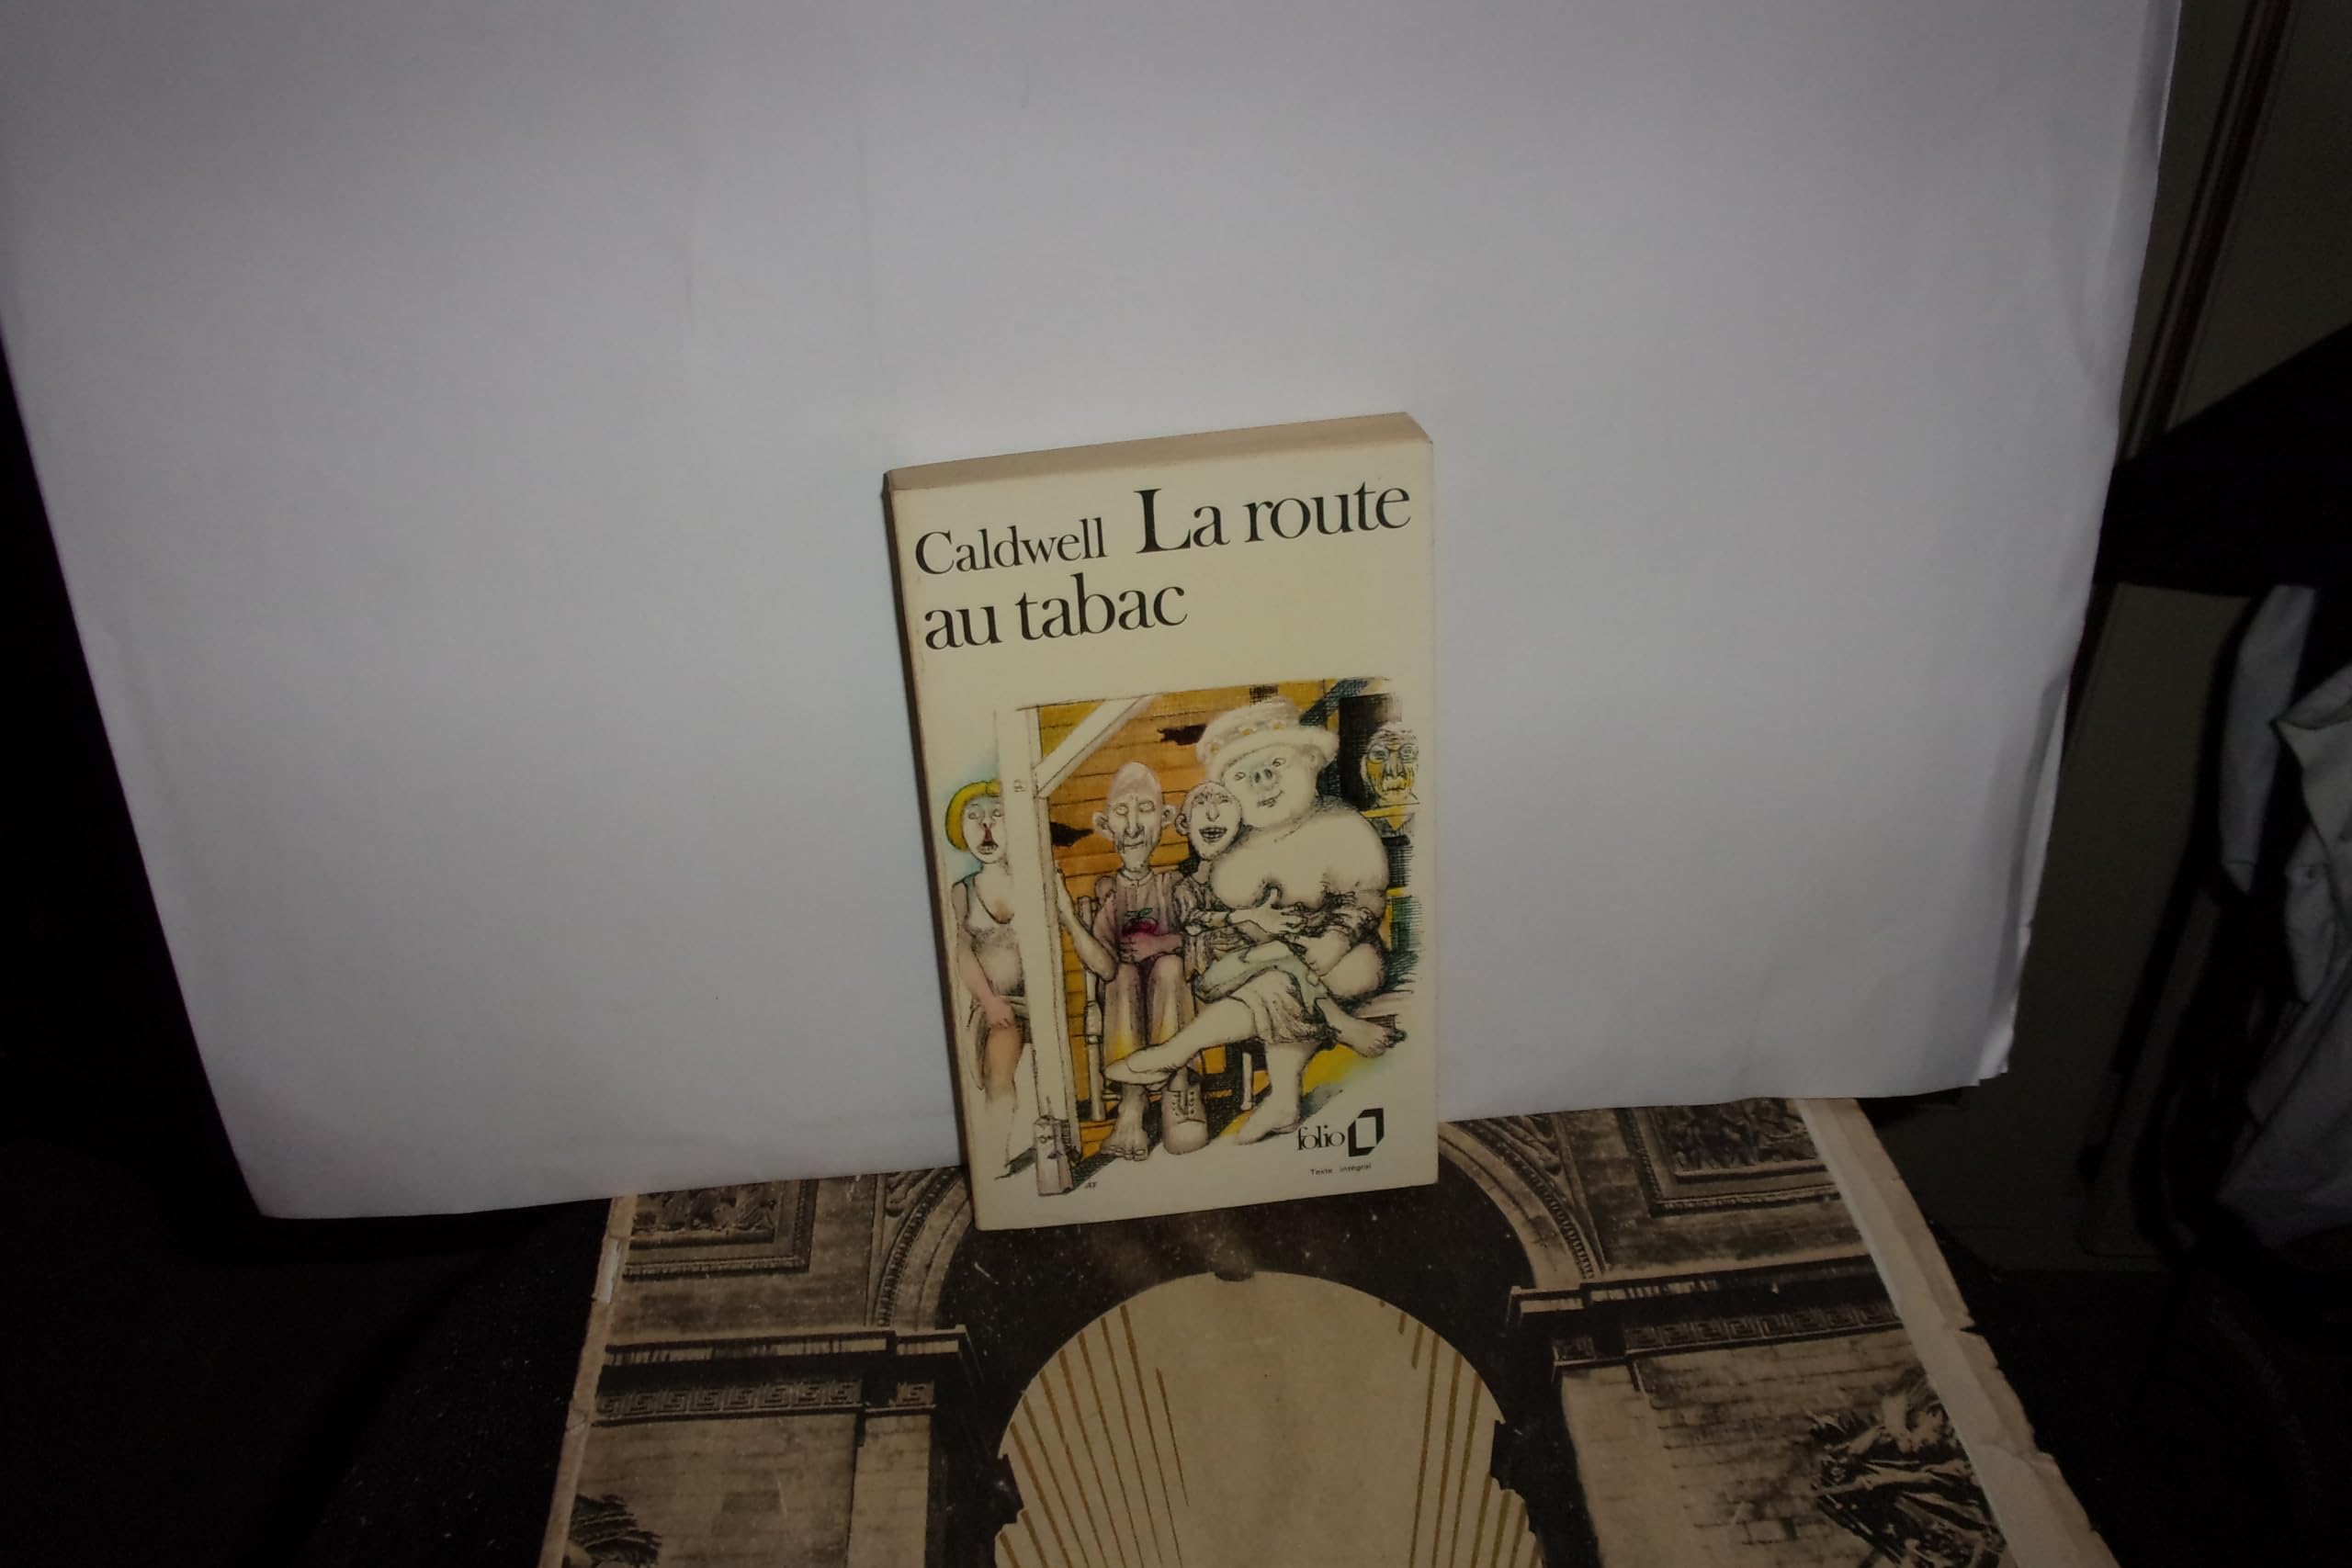 Caldwell La route
au tabac
folio
Texte intégral